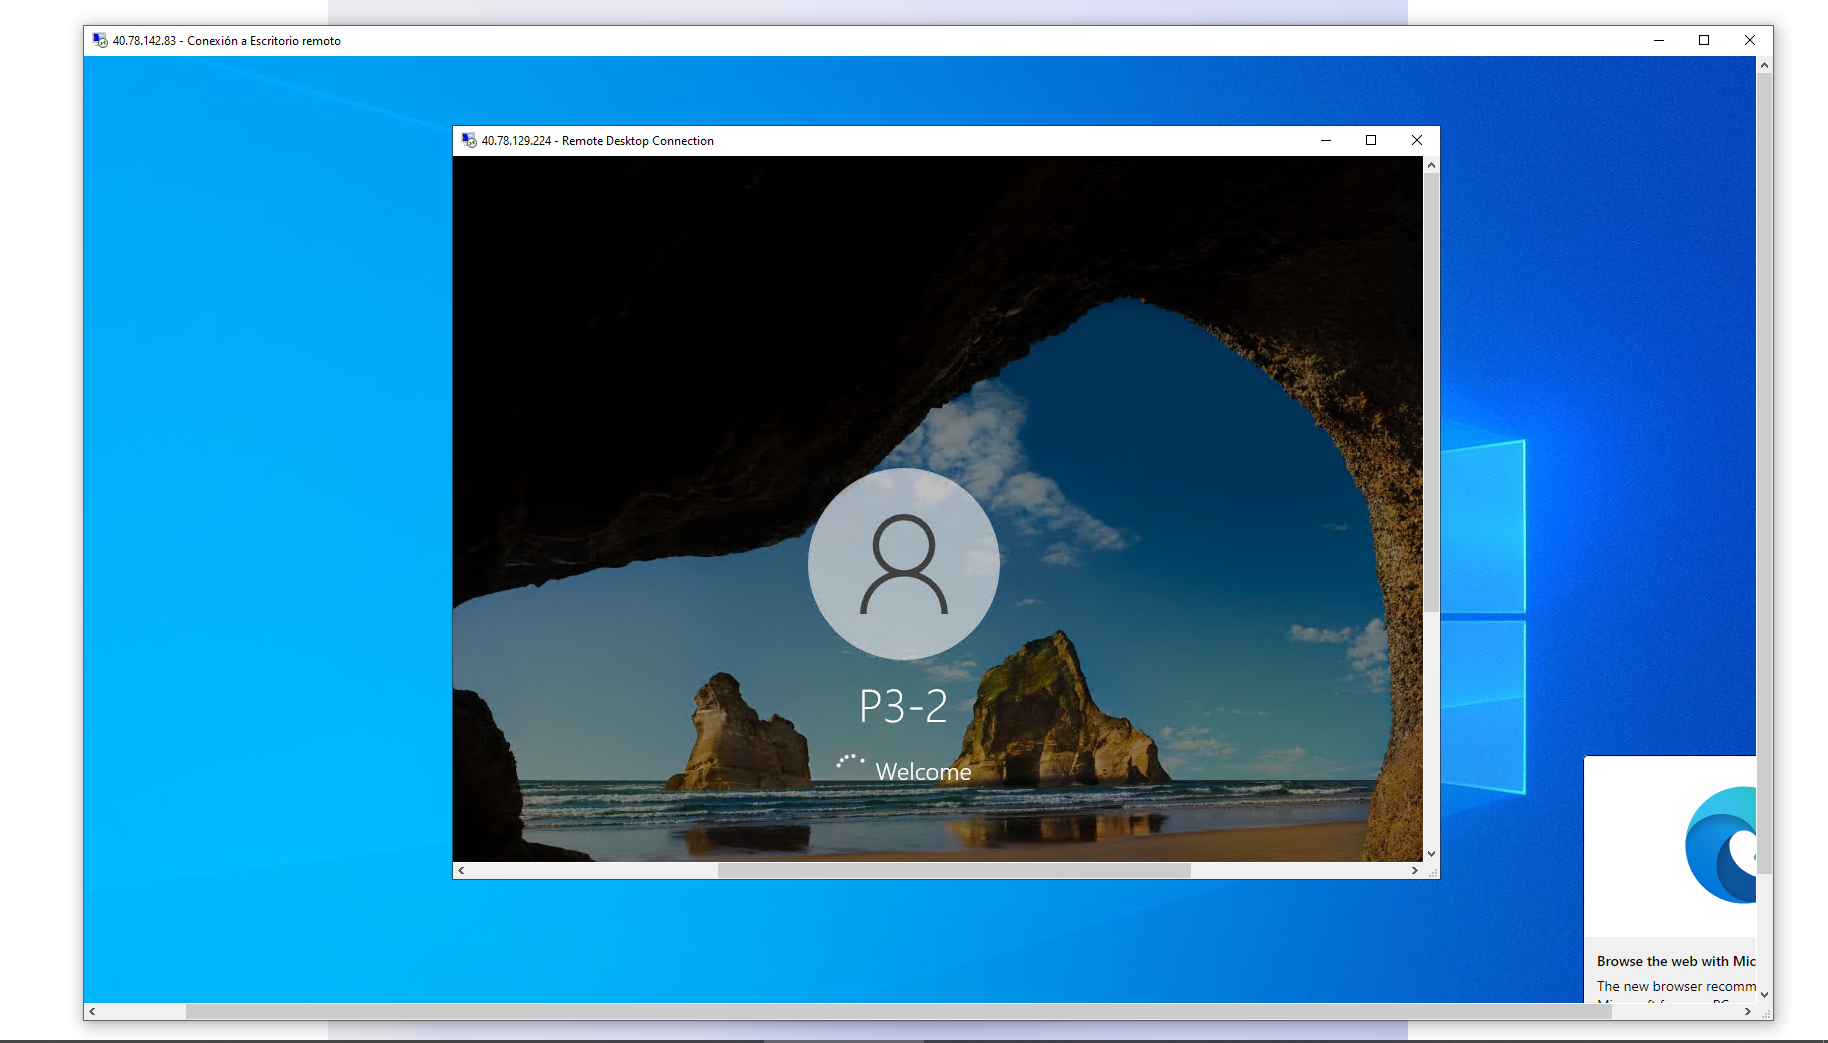 40.78.142.83 - Conexión a Escritorio remoto
40.78.129.224 - Remote Desktop Connection
P3-2
Welcome
Browse the web with Mic
The new browser recomm